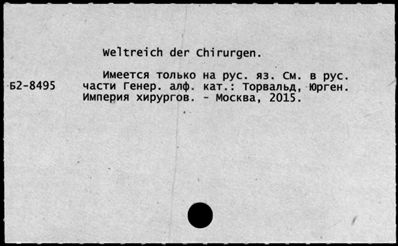 Weltreich der Chirurgen.
Имеется только на рус. яз. См. в рус.
Б2-8495 части Генер. алф. кат.: Торвальд, Юрген.
Империя хирургов. - Москва, 2015.